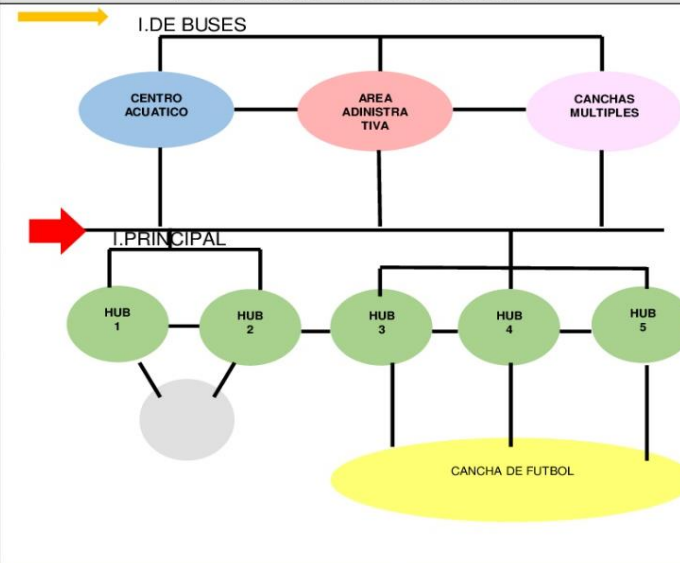 I.DE BUSES
CENTRO
ACUATICO
AREA
ADINISTRA
TIVA
CANCHAS
MULTIPLES
I.PRINCIPAL
HUB
1
HUB
2
HUB
3
HUB
4
HUB
5
CANCHA DE FUTBOL